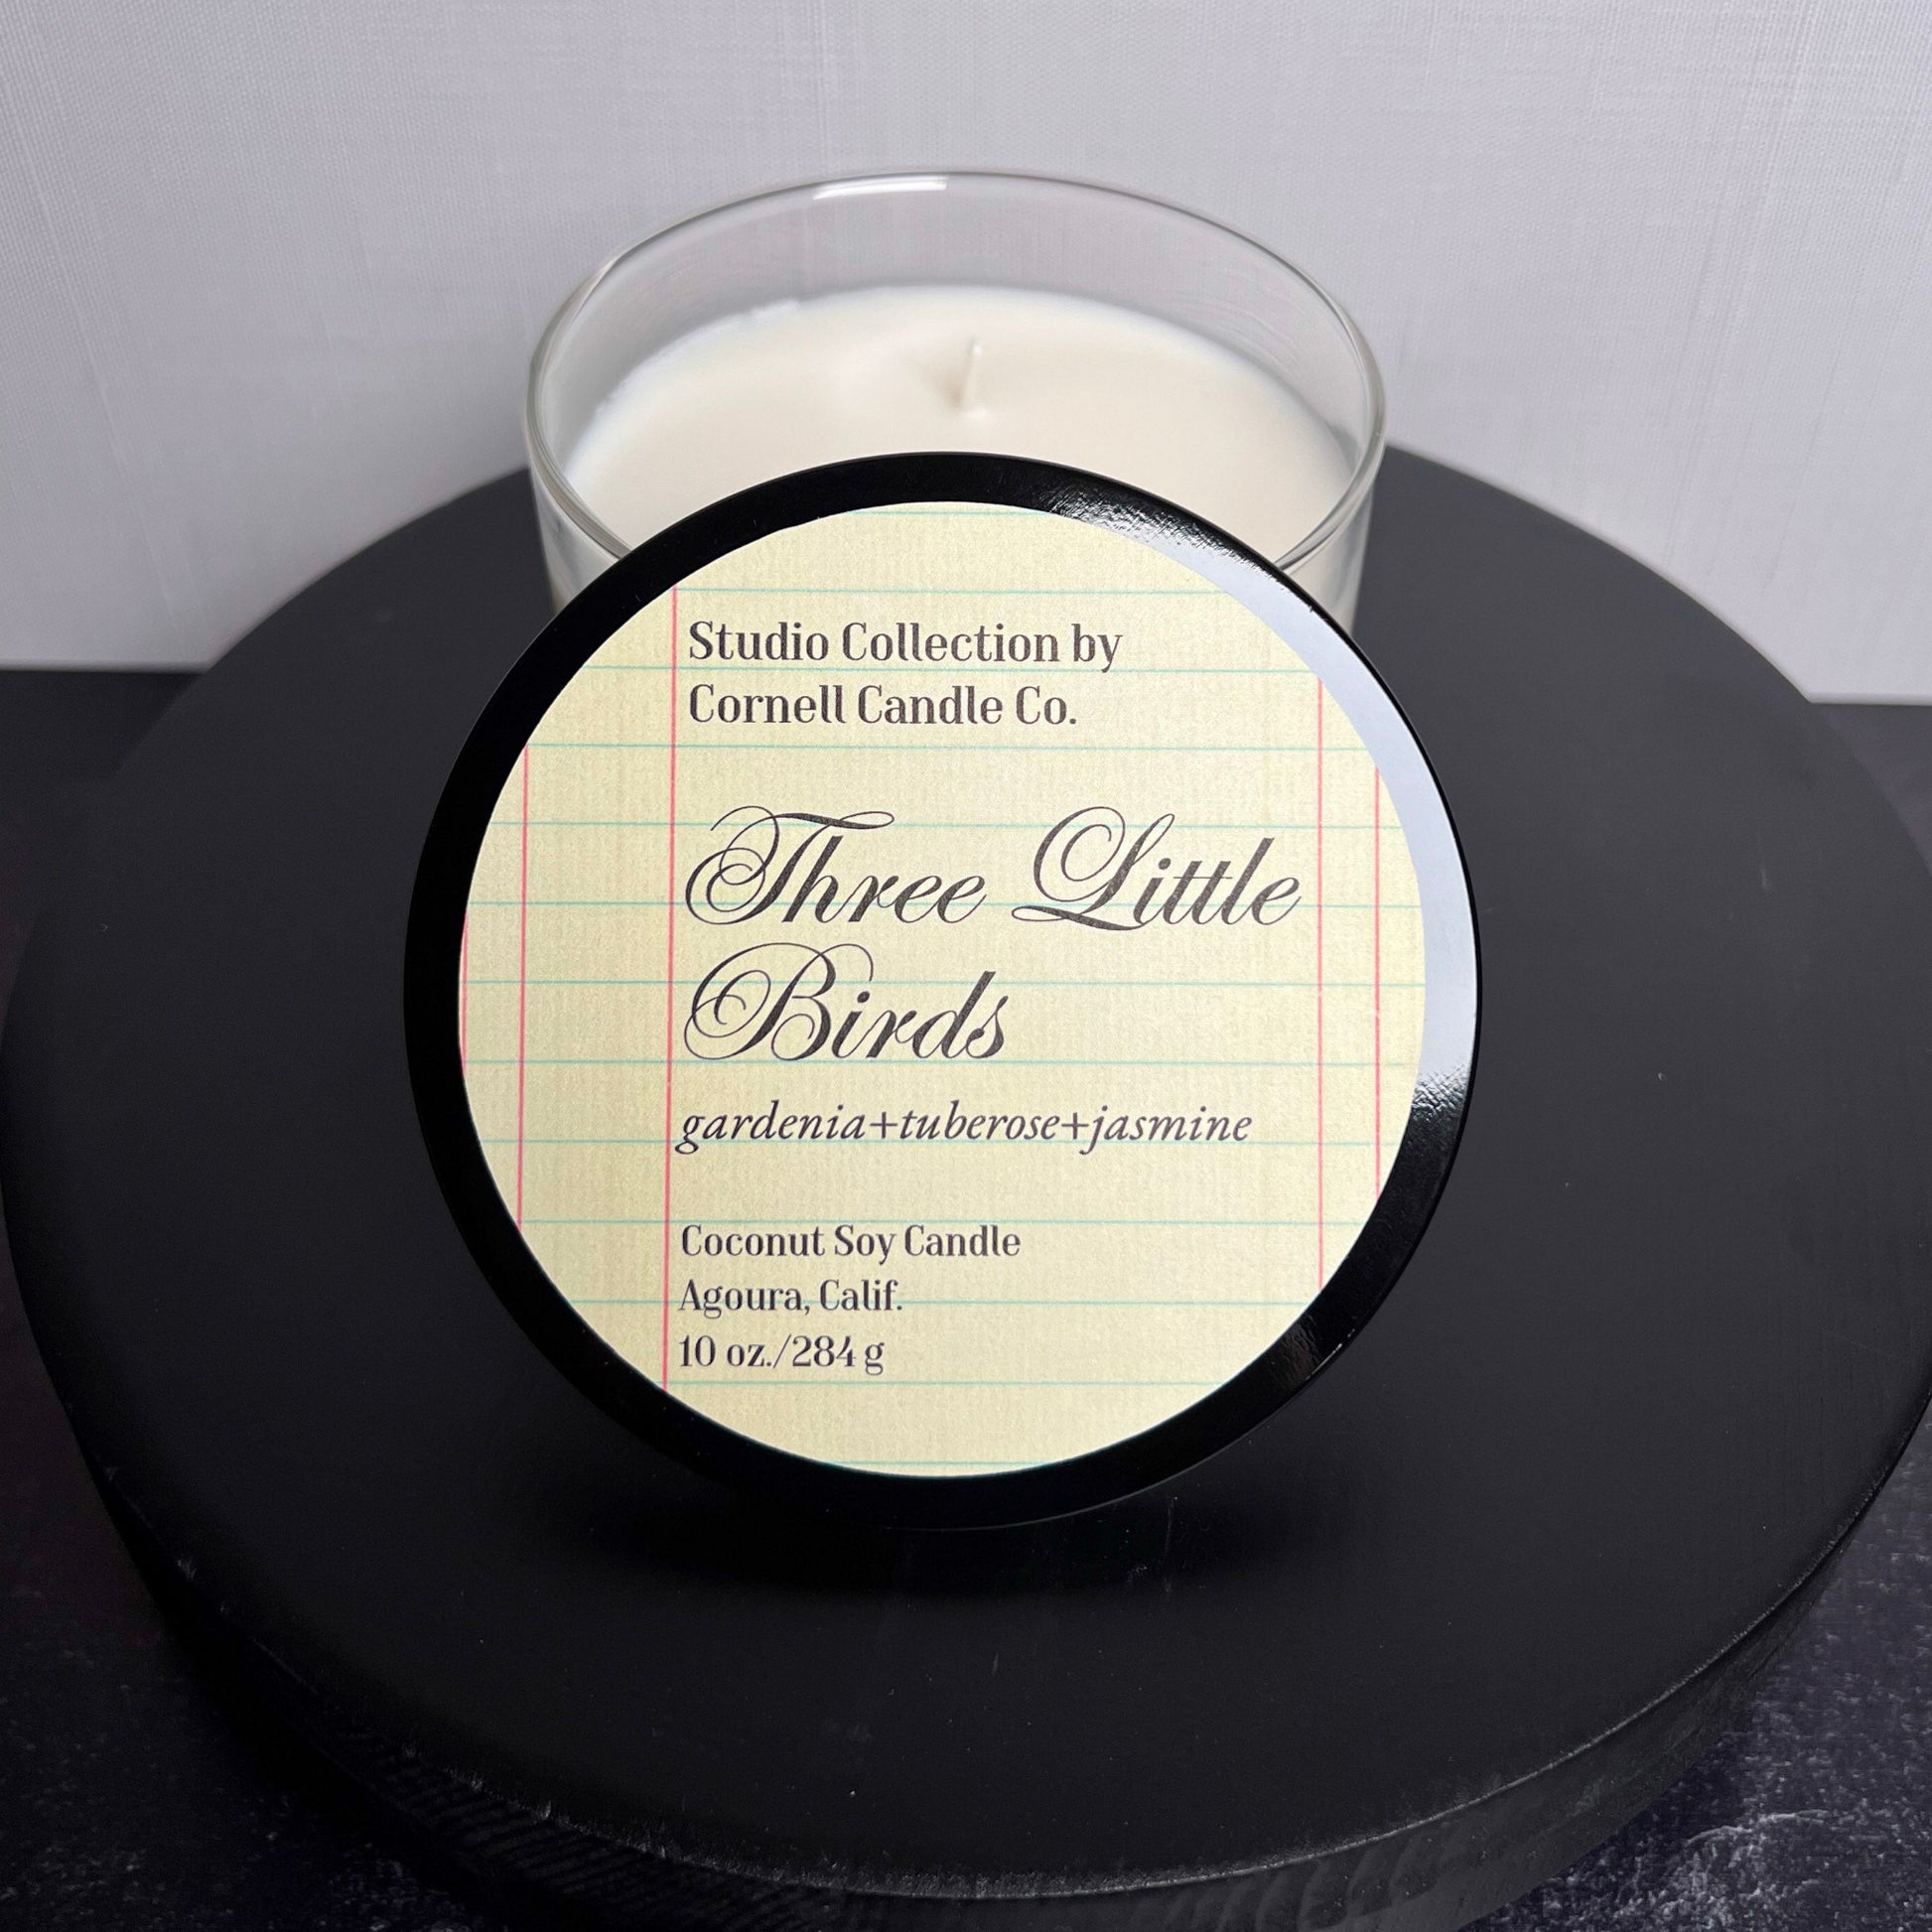 Studio Collection by
Cornell Candle Co.
Three Little
Birds
gardenia+tuberose+jasmine
Coconut Soy Candle
Agoura, Calif.
10 oz./284 g